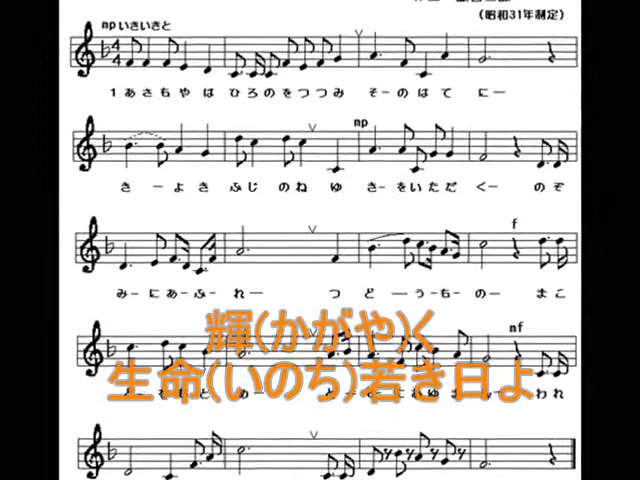 (昭和31年制定)
mp いきいきと
1 あさもやは ひろのをつつみ そーのはて にー
mp
きーよき ふじのね ゆ きーをいただ くー のぞ
f
みーにあーふー れー つ どーうーものー まこ
輝(かがや)く
mf
生命(いのち)若き日よ
われ